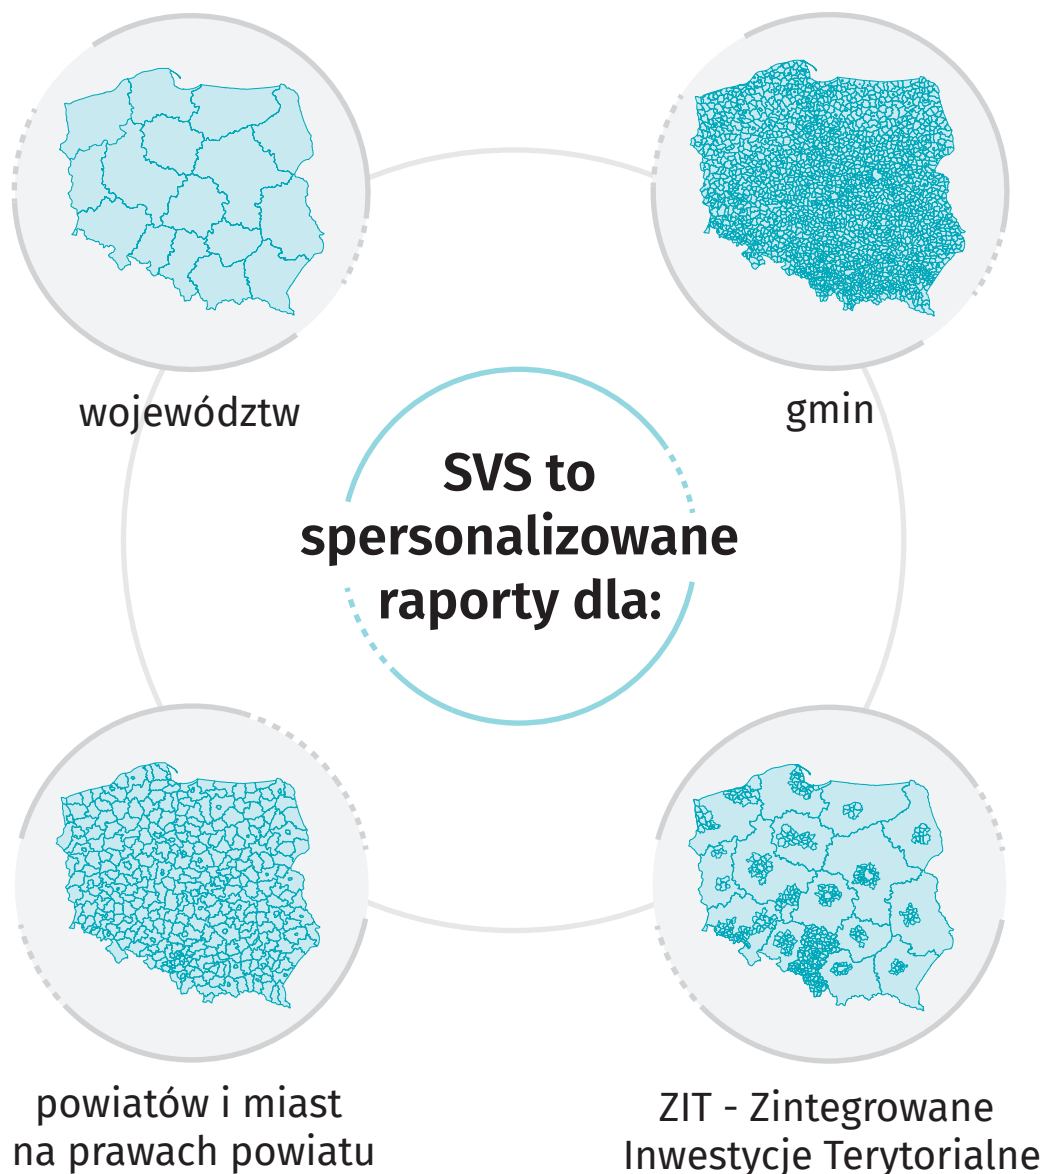 województw
gmin
SVS to
spersonalizowane
raporty dla:
powiatów i miast
na prawach powiatu
ZIT - Zintegrowane
Inwestycje Terytorialne